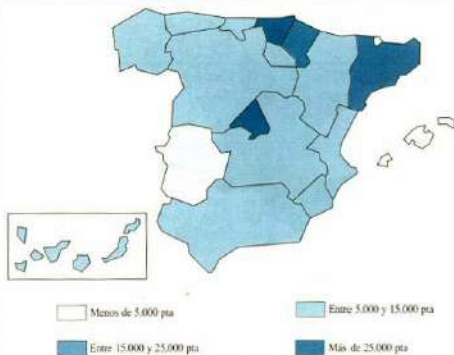 Menos de 5.000 pta
Entre 5.000 y 15.000 pta
Entre 15.000 y 25.000 pta
Más de 25.000 pta